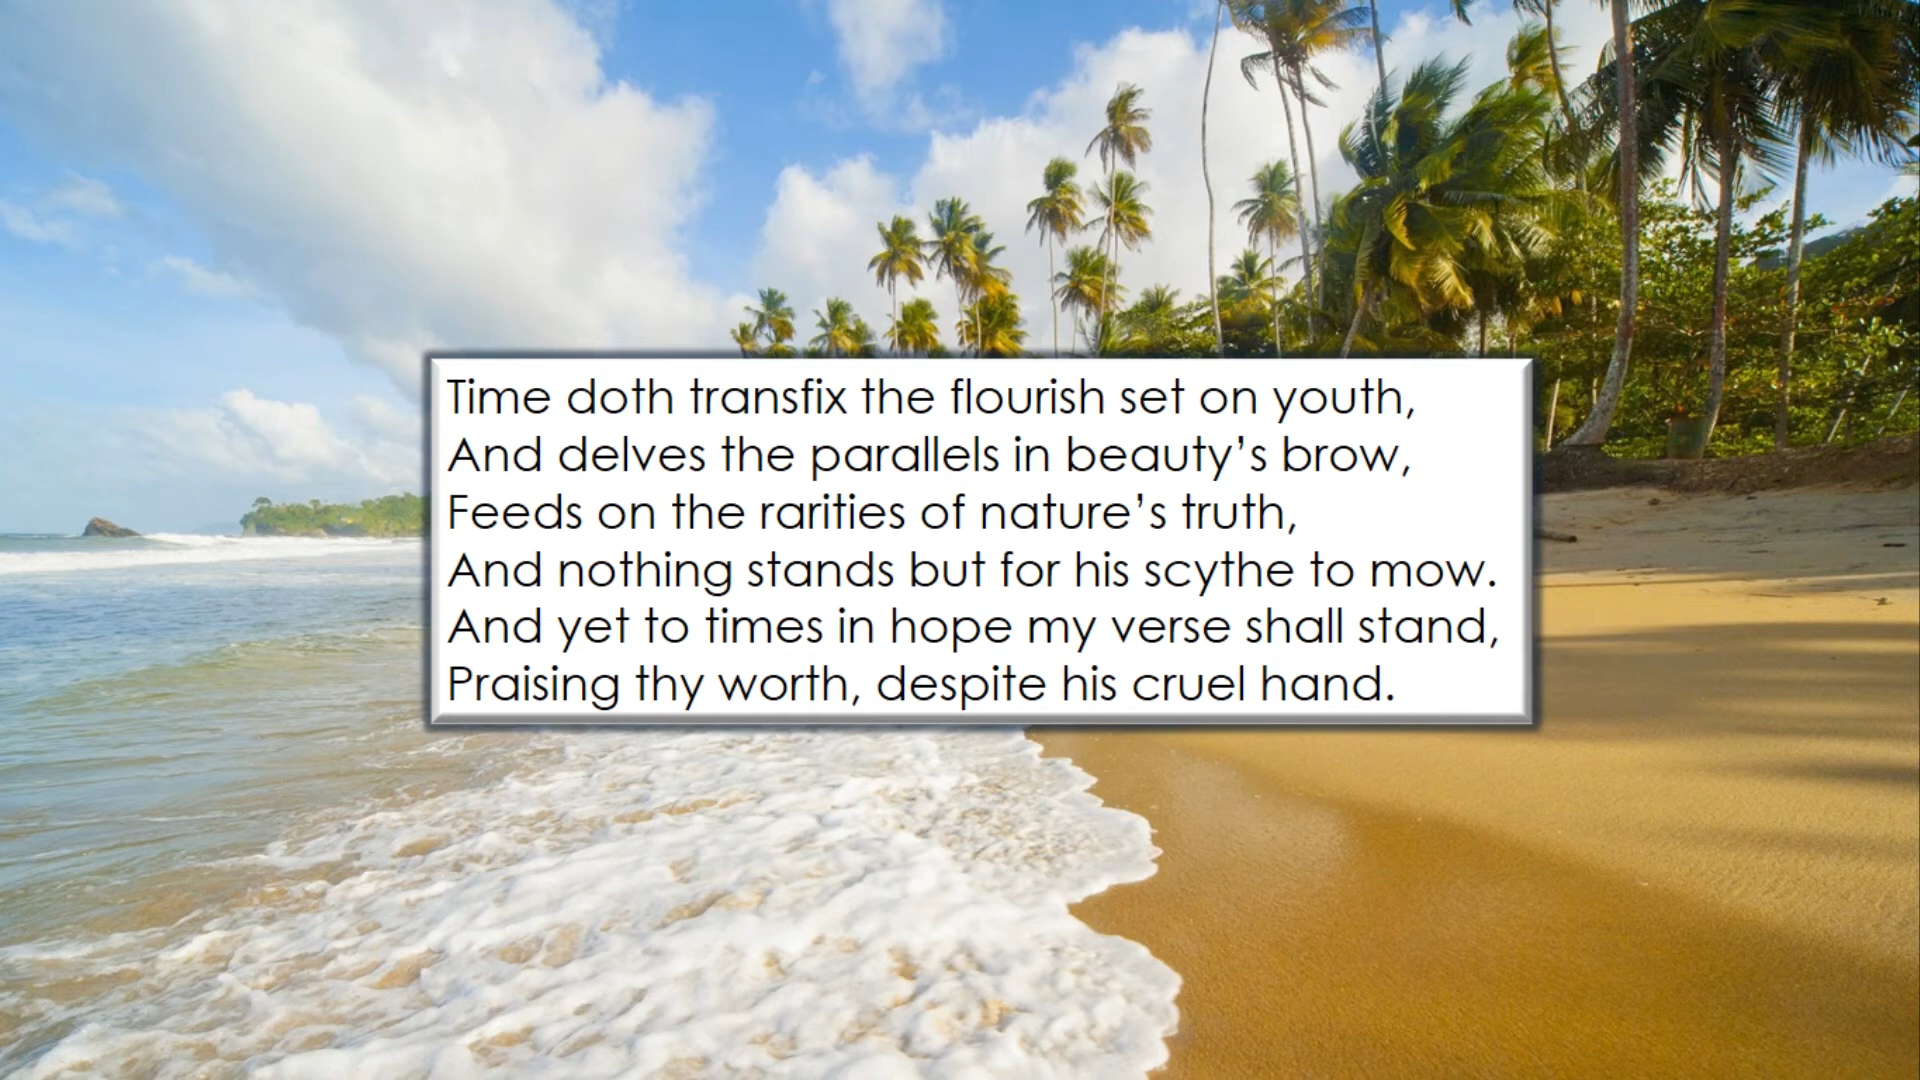 Time doth transfix the flourish set on youth,
And delves the parallels in beauty’s brow,
Feeds on the rarities of nature’s truth,
And nothing stands but for his scythe to mow.
And yet to times in hope my verse shall stand,
Praising thy worth, despite his cruel hand.